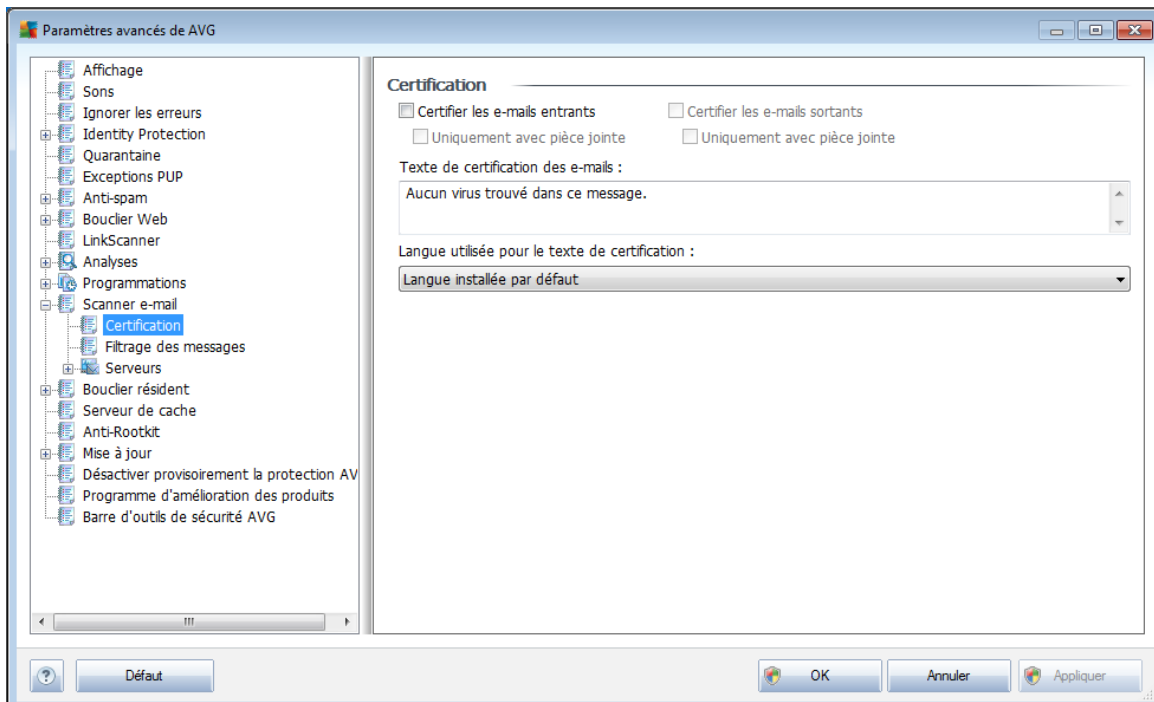 Paramètres avancés de AVG
Affichage
Sons
Ignorer les erreurs
Identity Protection
Quarantaine
Exceptions PUP
Anti-spam
Bouclier Web
LinkScanner
Analyses
Programmations
Scanner e-mail
Certification
Filtrage des messages
Serveurs
Bouclier résident
Serveur de cache
Anti-Rootkit
Mise à jour
Désactiver provisoirement la protection AV
Programme d'amélioration des produits
Barre d'outils de sécurité AVG
Certification
Certifier les e-mails entrants
Certifier les e-mails sortants
Uniquement avec pièce jointe
Uniquement avec pièce jointe
Texte de certification des e-mails :
Aucun virus trouvé dans ce message.
Langue utilisée pour le texte de certification :
Langue installée par défaut
? Défaut OK Annuler Appliquer